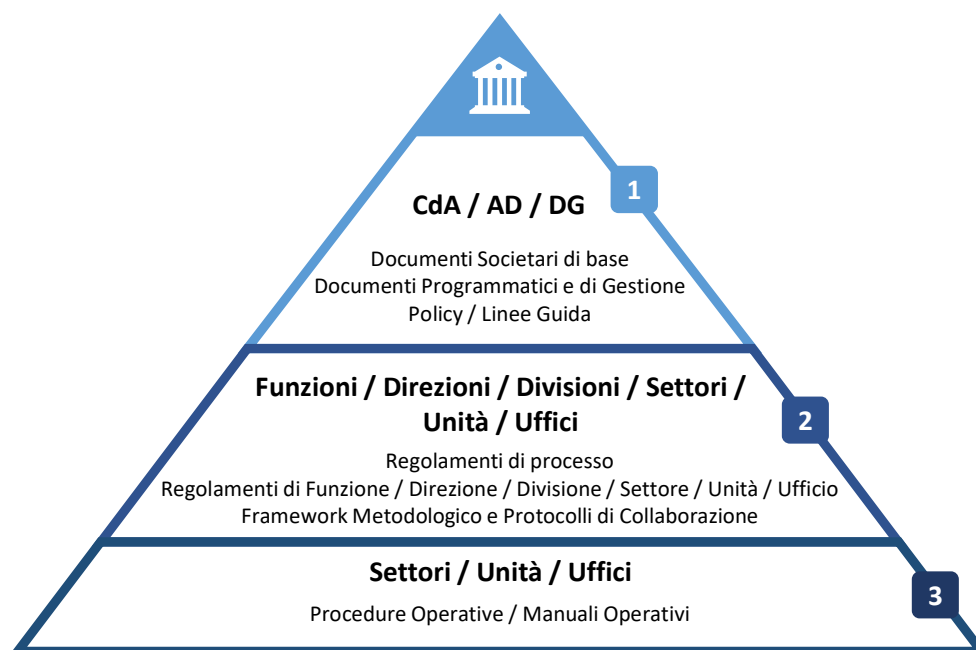 1
CdA / AD / DG
Documenti Societari di base
Documenti Programmatici e di Gestione
Policy / Linee Guida
Funzioni / Direzioni / Divisioni / Settori /
Unità / Uffici
2
Regolamenti di processo
Regolamenti di Funzione / Direzione / Divisione / Settore / Unità / Ufficio
Framework Metodologico e Protocolli di Collaborazione
Settori / Unità / Uffici
3
Procedure Operative / Manuali Operativi